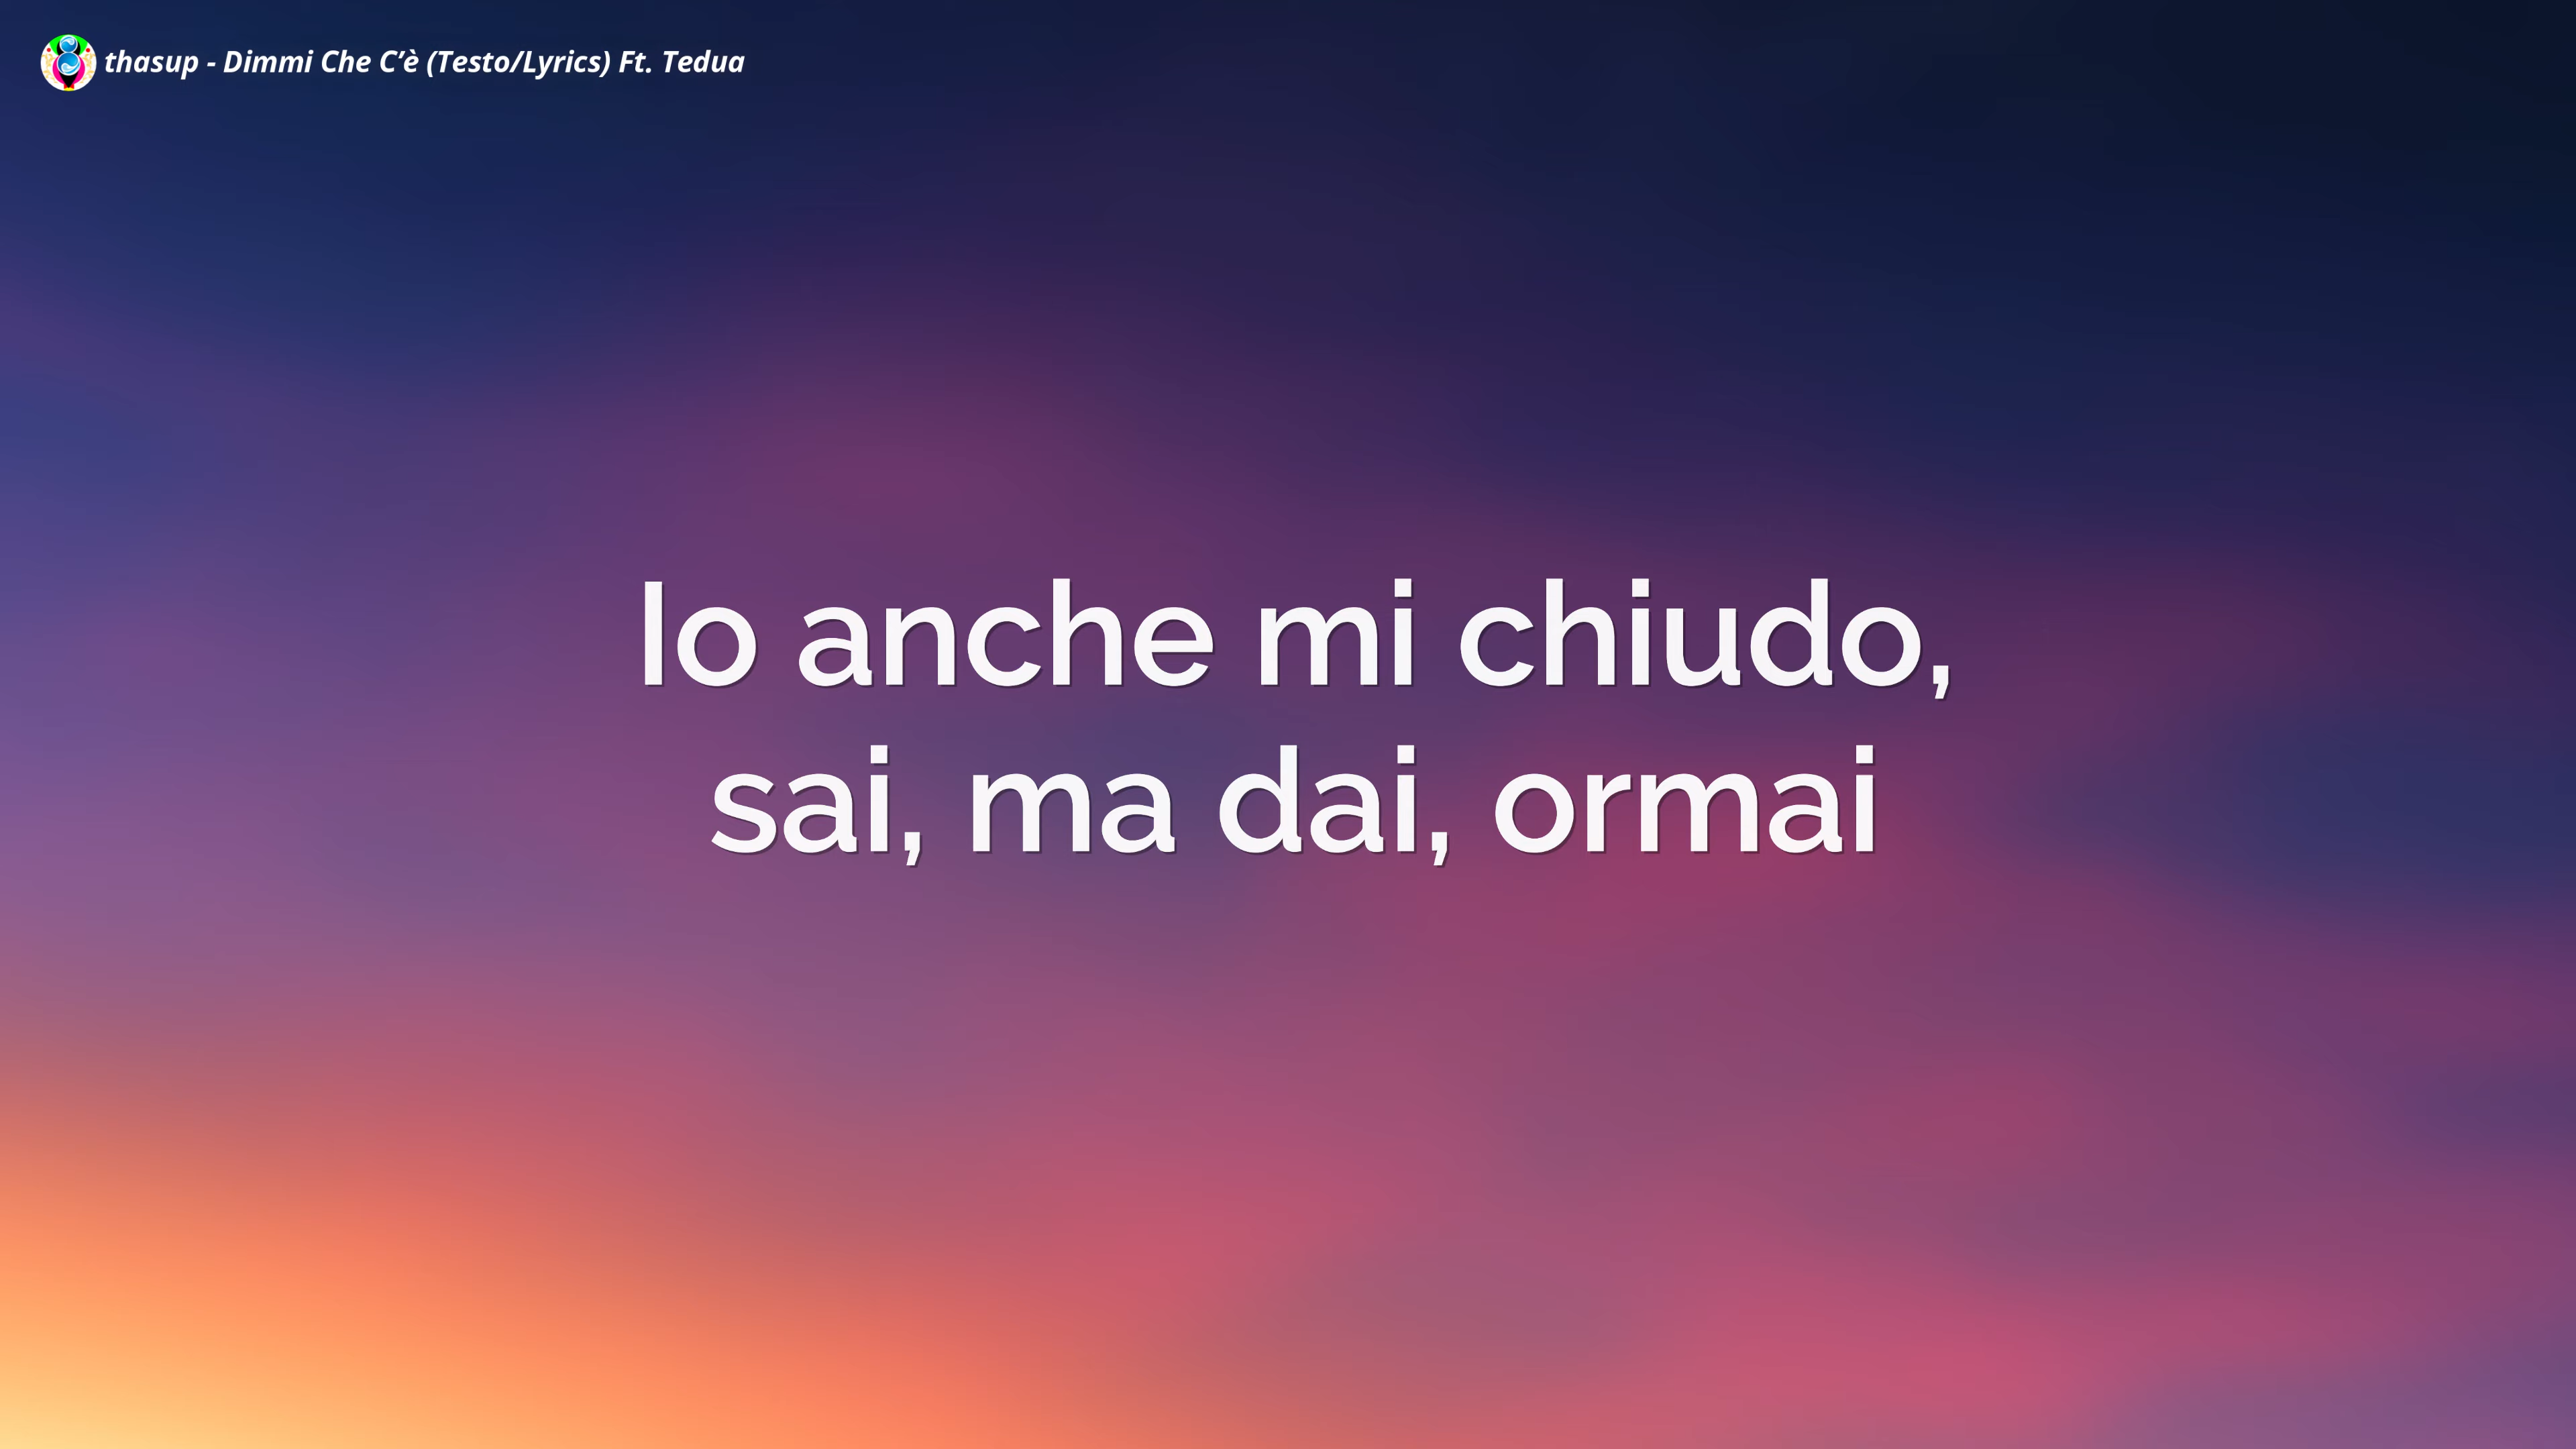 thasup - Dimmi Che C’è (Testo/Lyrics) Ft. Tedua
Io anche mi chiudo,
sai, ma dai, ormai